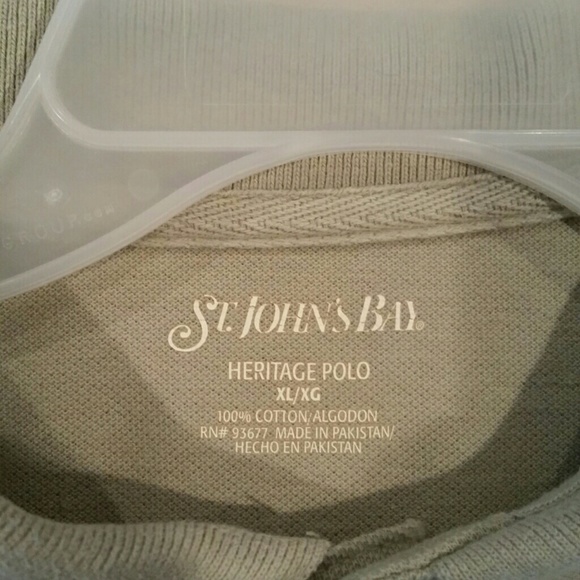 St. John's Bay®
HERITAGE POLO
XL/XG
100% COTTON/ALGODON
RN# 93677 MADE IN PAKISTAN/
HECHO EN PAKISTAN